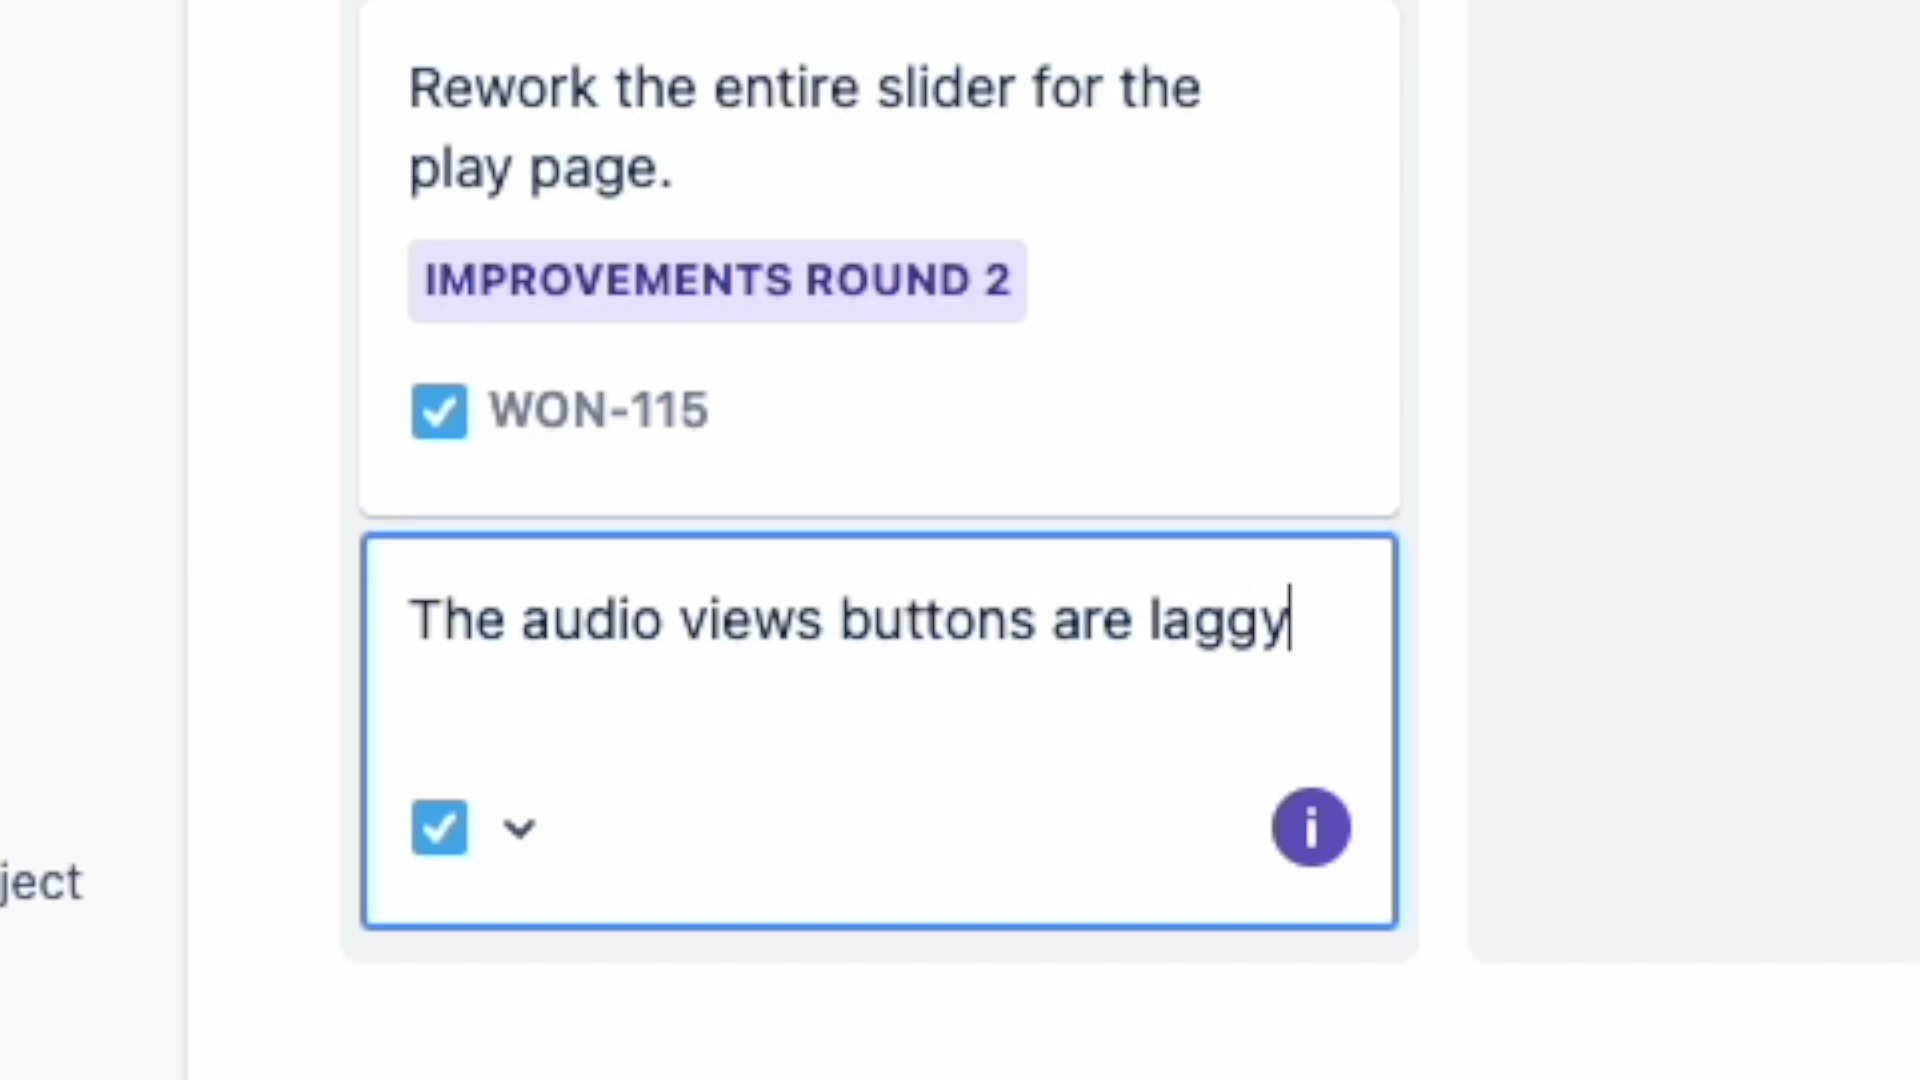 Rework the entire slider for the
play page.
IMPROVEMENTS ROUND 2
WON-115
The audio views buttons are laggy
ject